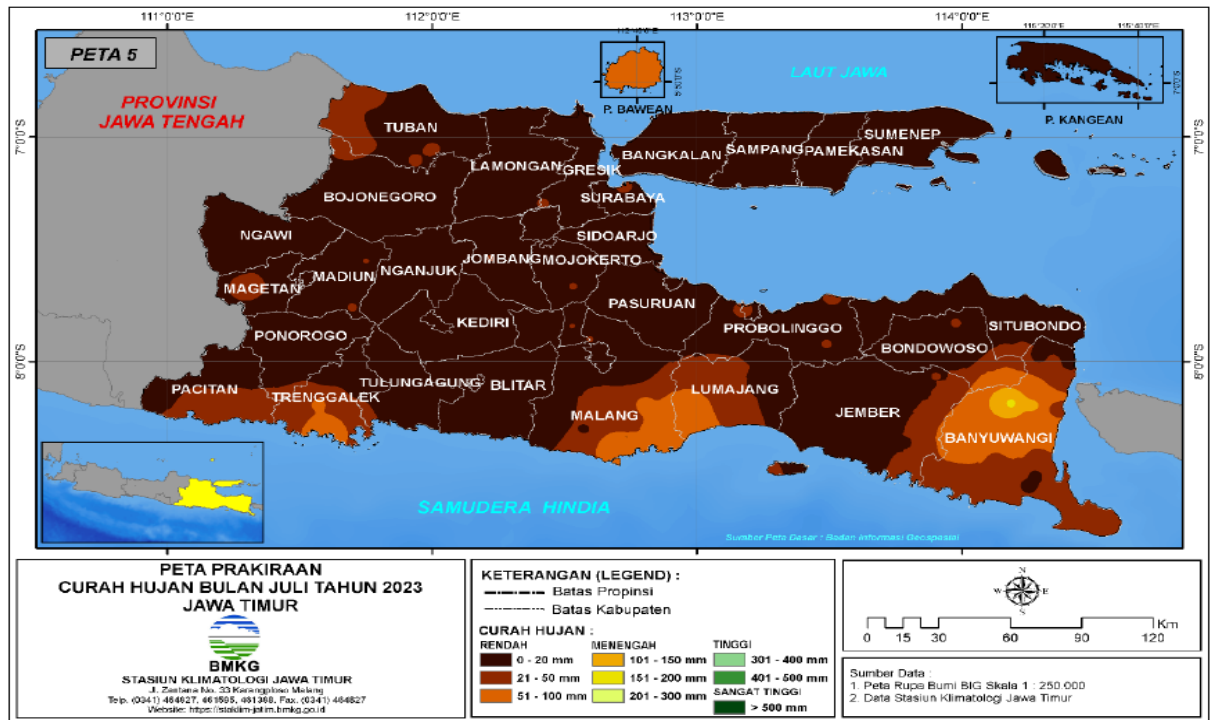 111°0'0"E 112°0'0"E 113°0'0"E 114°0'0"E
PETA 5
PROVINSI
JAWA TENGAH
LAUT JAWA
P. BAWEAN
P. KANGEAN
7°0'0"S
7°0'0"S
8°0'0"S
8°0'0"S
TUBAN
LAMONGAN
GRESIK
BANGKALAN
SAMPANG
PAMEKASAN
SUMENEP
BOJONEGORO
SURABAYA
NGAWI
SIDOARJO
MAGETAN
MADIUN
NGANJUK
JOMBANG
MOJOKERTO
PASURUAN
PONOROGO
KEDIRI
PROBOLINGGO
SITUBONDO
BONDOWOSO
PACITAN
TRENGGALEK
TULUNGAGUNG
BLITAR
MALANG
LUMAJANG
JEMBER
BANYUWANGI
SAMUDERA HINDIA
Sumber Peta Dasar : Badan Informasi Geospasial
PETA PRAKIRAAN
CURAH HUJAN BULAN JULI TAHUN 2023
JAWA TIMUR
BMKG
STASIUN KLIMATOLOGI JAWA TIMUR
Jl. Zentana No. 33 Karangploso Malang
Website: https://staklim-jatim.bmkg.go.id
KETERANGAN (LEGEND) :
Batas Propinsi
Batas Kabupaten
CURAH HUJAN :
RENDAH MENENGAH TINGGI
0 - 20 mm 101 - 150 mm 301 - 400 mm
21 - 50 mm 151 - 200 mm 401 - 500 mm
51 - 100 mm 201 - 300 mm SANGAT TINGGI
> 500 mm
N
W E
S
Km
0 15 30 60 90 120
Sumber Data :
1. Peta Rupa Bumi BIG Skala 1 : 250.000
2. Data Stasiun Klimatologi Jawa Timur